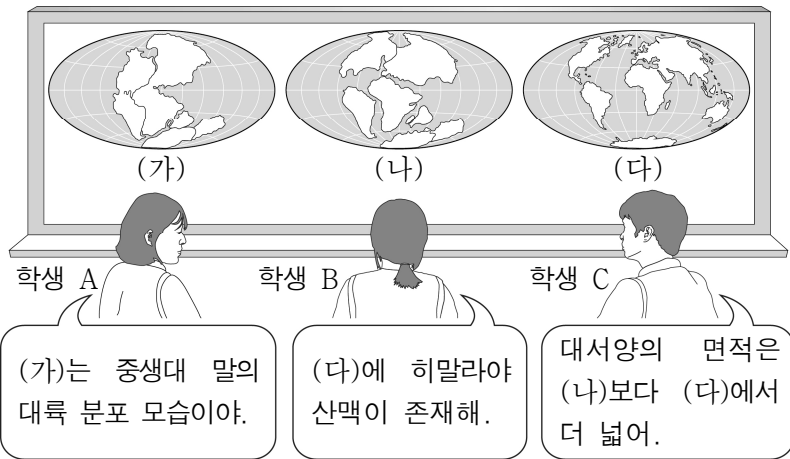 (가)
(나)
(다)
학생 A
학생 B
학생 C
(가)는 중생대 말의
대륙 분포 모습이야.
(다)에 히말라야
산맥이 존재해.
대서양의 면적은
(나)보다 (다)에서
더 넓어.